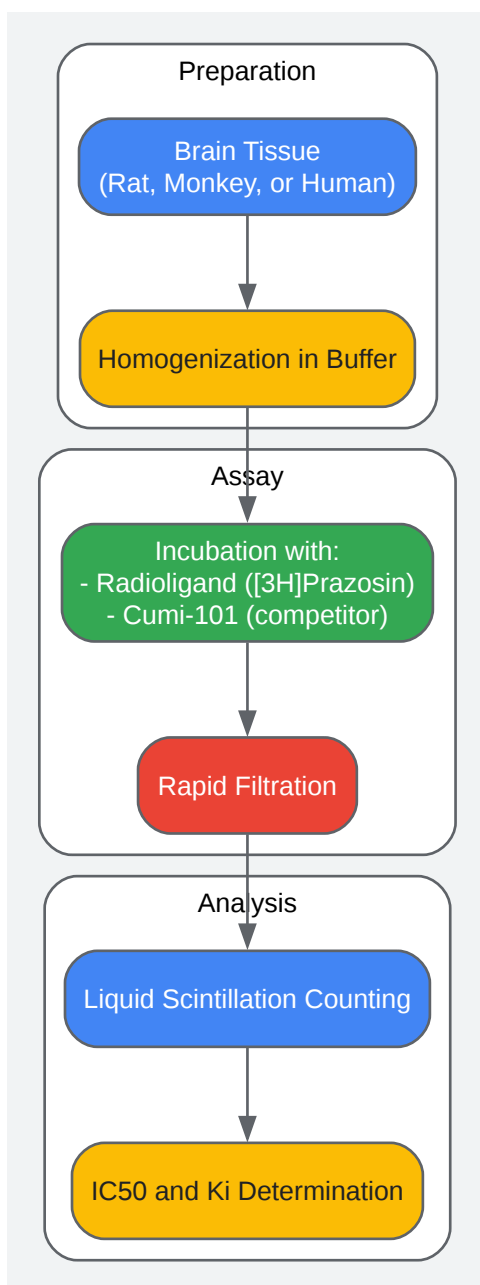 Preparation
Brain Tissue
(Rat, Monkey, or Human)
Homogenization in Buffer
Assay
Incubation with:
- Radioligand ([3H]Prazosin)
- Cumi-101 (competitor)
Rapid Filtration
Analysis
Liquid Scintillation Counting
IC50 and Ki Determination